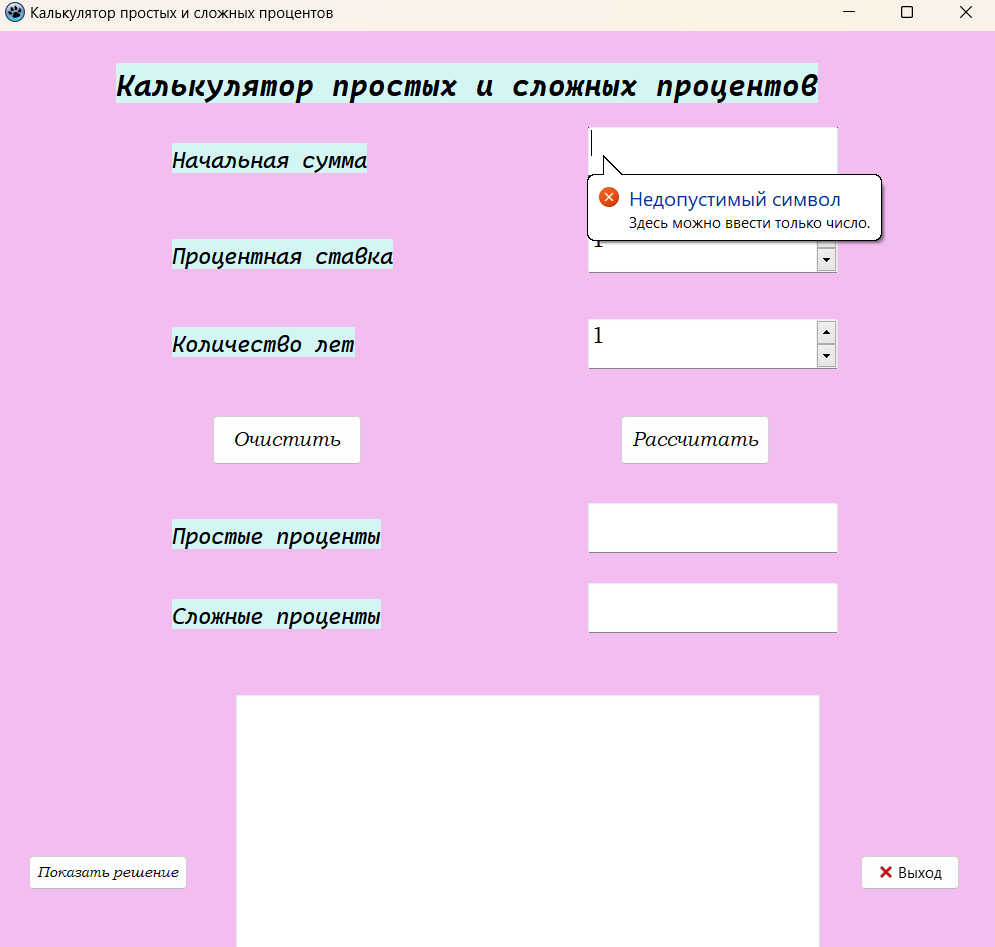 Калькулятор простых и сложных процентов
Калькулятор простых и сложных процентов
Начальная сумма
Недопустимый символ
Здесь можно ввести только число.
Процентная ставка
Количество лет
1
Очистить
Рассчитать
Простые проценты
Сложные проценты
Показать решение
Выход